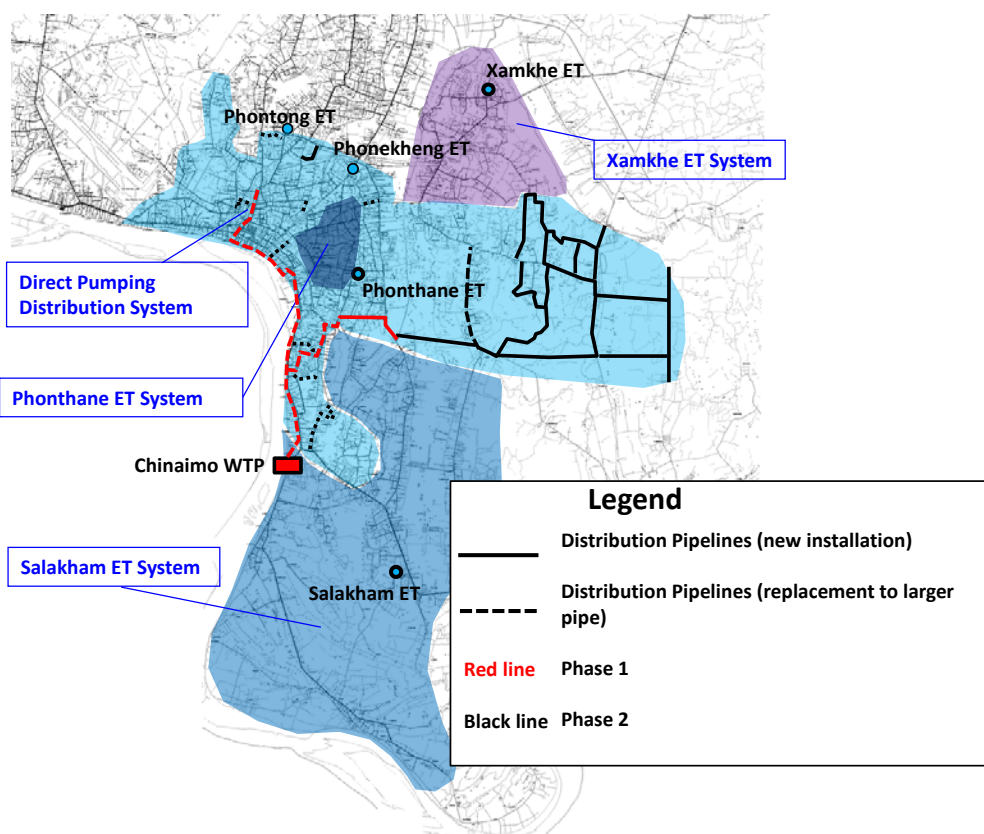 Xamkhe ET
Phontong ET
Phonekheng ET
Xamkhe ET System
Direct Pumping
Distribution System
Phonthane ET
Phonthane ET System
Chinaimo WTP
Salakham ET System
Salakham ET
Legend
Distribution Pipelines (new installation)
Distribution Pipelines (replacement to larger
pipe)
Red line Phase 1
Black line Phase 2